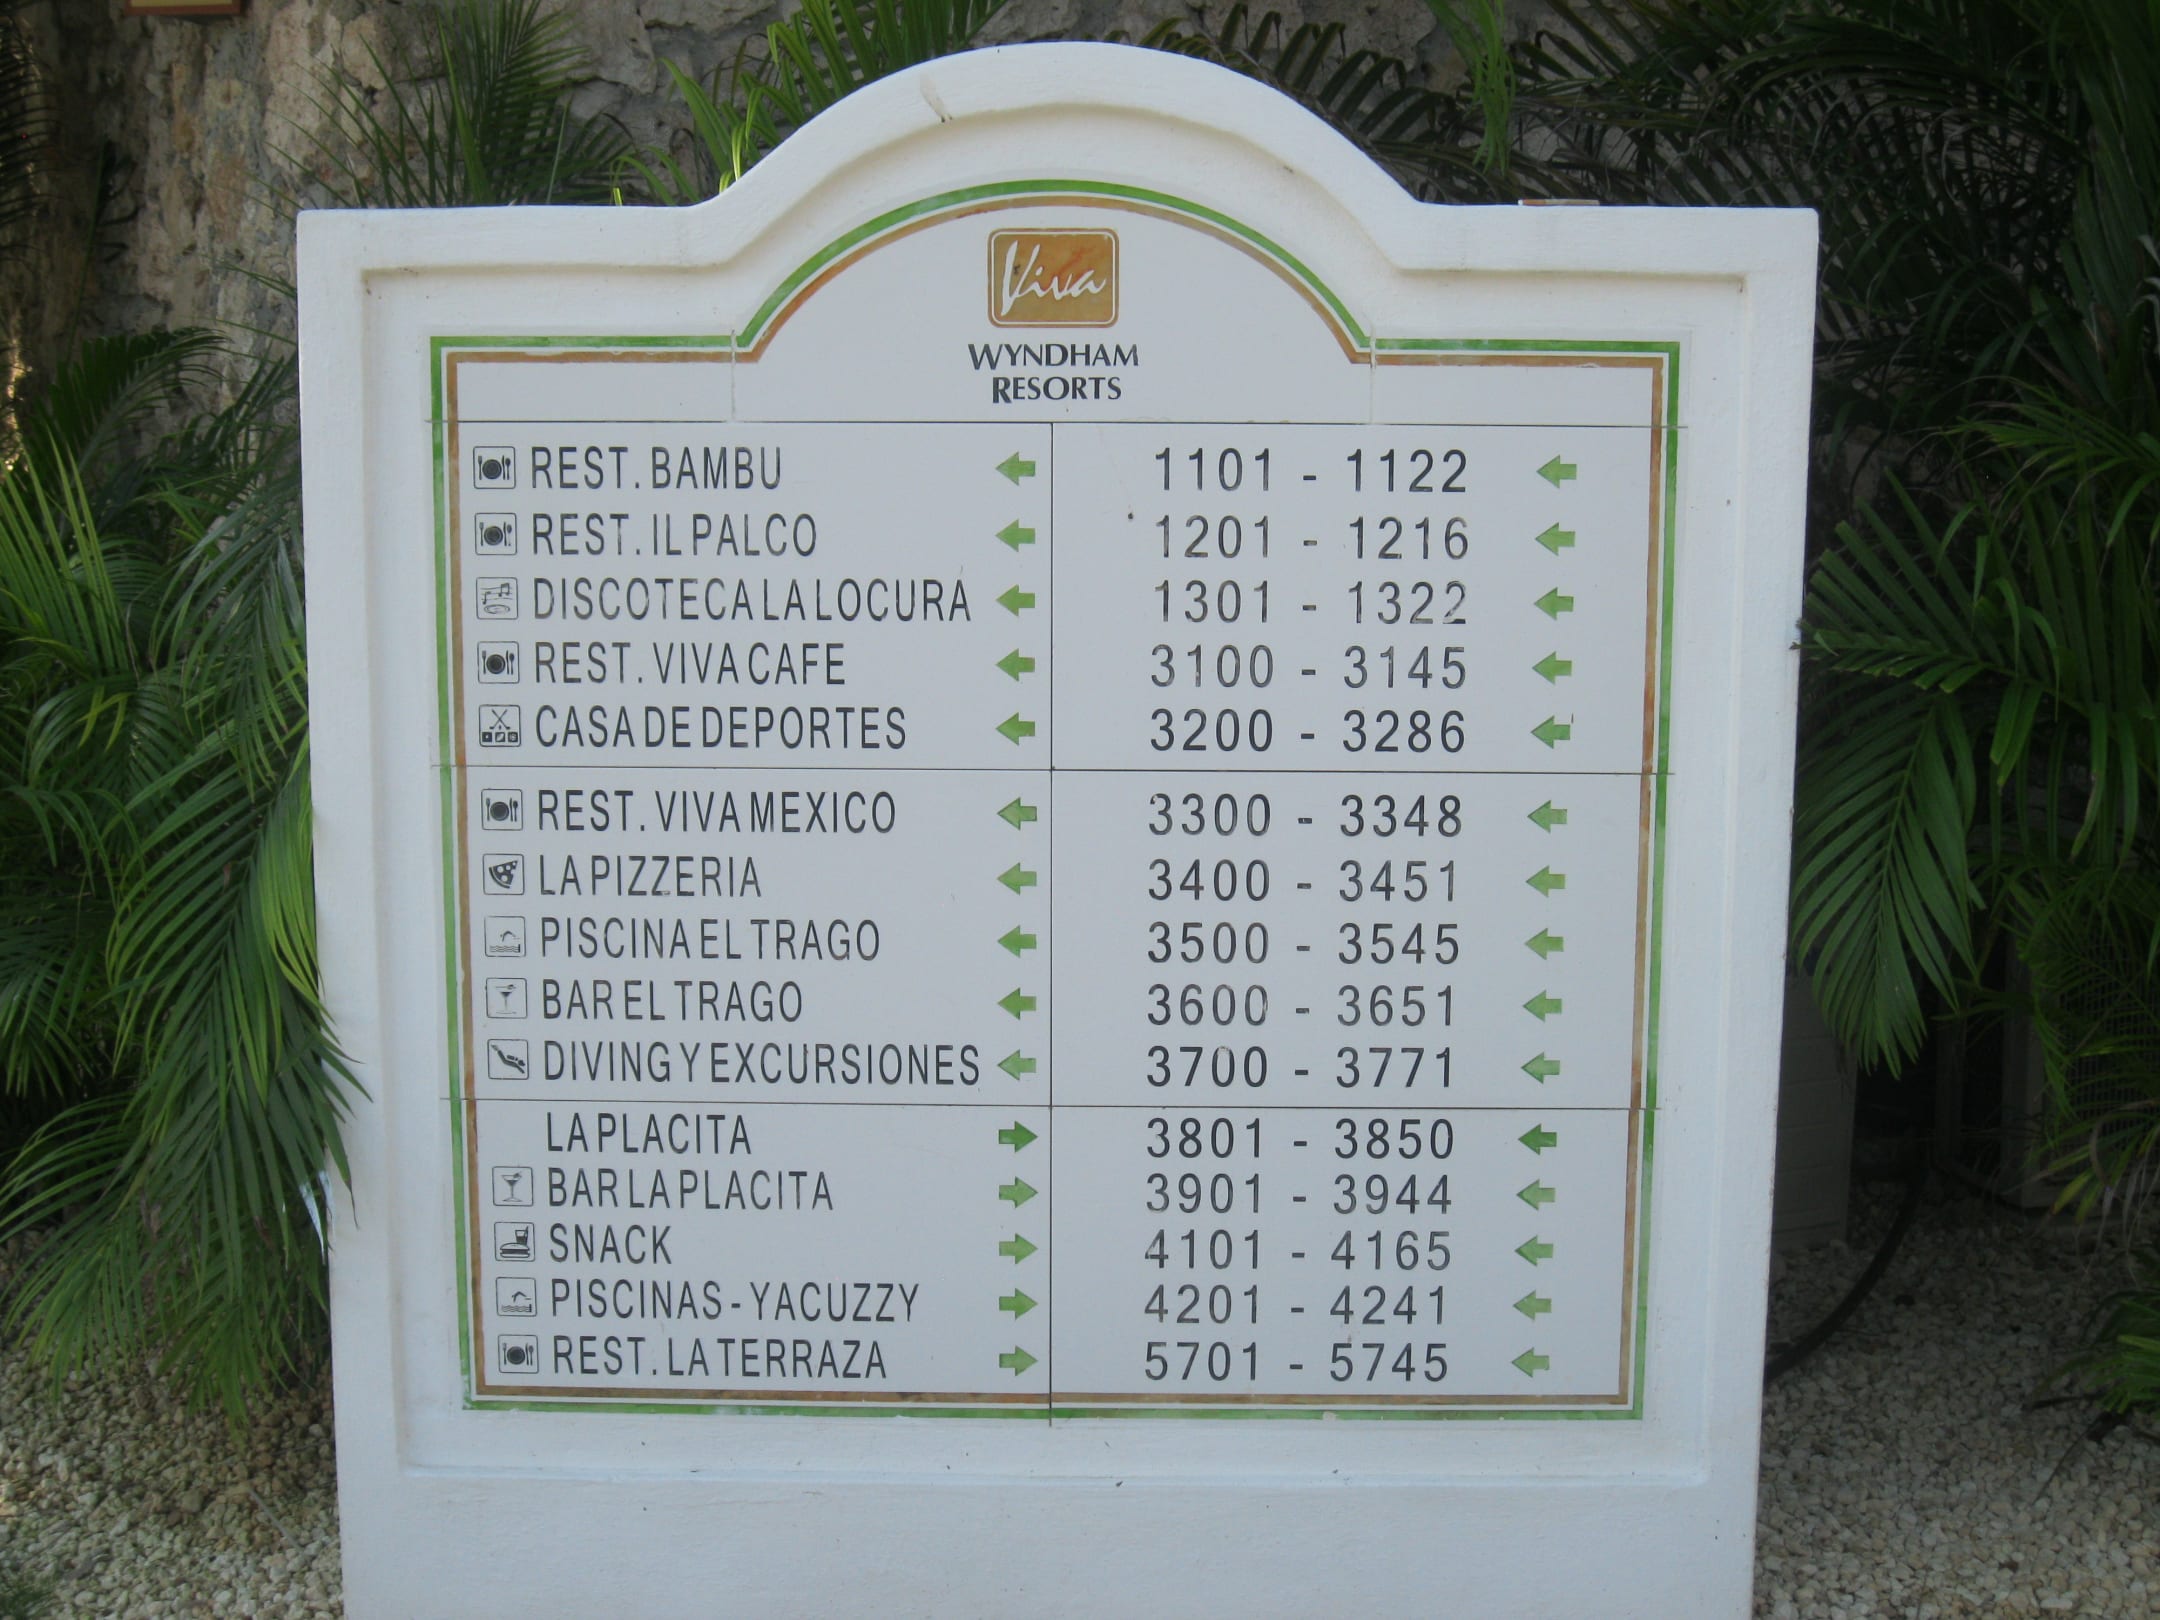 Viva
WYNDHAM
RESORTS
REST. BAMBU 1101 - 1122
REST. IL PALCO 1201 - 1216
DISCOTECA LA LOCURA 1301 - 1322
REST. VIVA CAFE 3100 - 3145
CASA DE DEPORTES 3200 - 3286
REST. VIVA MEXICO 3300 - 3348
LA PIZZERIA 3400 - 3451
PISCINA EL TRAGO 3500 - 3545
BAR EL TRAGO 3600 - 3651
DIVING Y EXCURSIONES 3700 - 3771
LA PLACITA 3801 - 3850
BAR LA PLACITA 3901 - 3944
SNACK 4101 - 4165
PISCINAS - YACUZZY 4201 - 4241
REST. LA TERRAZA 5701 - 5745